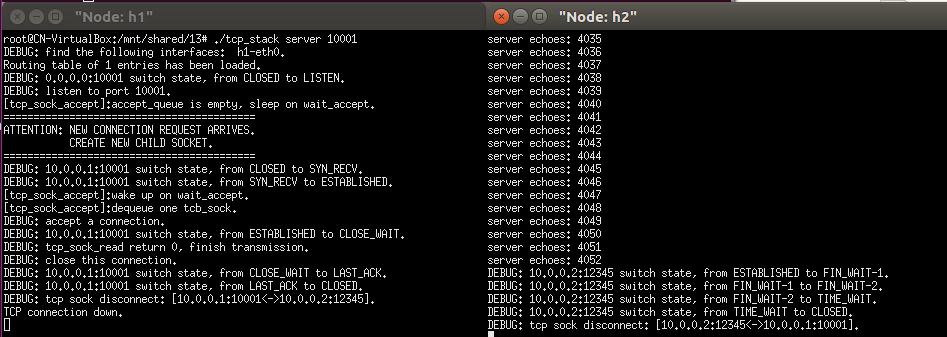 "Node: h1"
root@CN-VirtualBox:/mnt/shared/13# ./tcp_stack server 10001
DEBUG: find the following interfaces:  h1-eth0.
Routing table of 1 entries has been loaded.
DEBUG: 0.0.0.0:10001 switch state, from CLOSED to LISTEN.
DEBUG: listen to port 10001.
[tcp_sock_accept]:accept_queue is empty, sleep on wait_accept.
==========================================
ATTENTION: NEW CONNECTION REQUEST ARRIVES.
           CREATE NEW CHILD SOCKET.
==========================================
DEBUG: 10.0.0.1:10001 switch state, from CLOSED to SYN_RECV.
DEBUG: 10.0.0.1:10001 switch state, from SYN_RECV to ESTABLISHED.
[tcp_sock_accept]:wake up on wait_accept.
[tcp_sock_accept]:dequeue one tcb_sock.
DEBUG: accept a connection.
DEBUG: 10.0.0.1:10001 switch state, from ESTABLISHED to CLOSE_WAIT.
DEBUG: tcp_sock_read return 0, finish transmission.
DEBUG: close this connection.
DEBUG: 10.0.0.1:10001 switch state, from CLOSE_WAIT to LAST_ACK.
DEBUG: 10.0.0.1:10001 switch state, from LAST_ACK to CLOSED.
DEBUG: tcp sock disconnect: [10.0.0.1:10001<->10.0.0.2:12345].
TCP connection down.
"Node: h2"
server echoes: 4035
server echoes: 4036
server echoes: 4037
server echoes: 4038
server echoes: 4039
server echoes: 4040
server echoes: 4041
server echoes: 4042
server echoes: 4043
server echoes: 4044
server echoes: 4045
server echoes: 4046
server echoes: 4047
server echoes: 4048
server echoes: 4049
server echoes: 4050
server echoes: 4051
server echoes: 4052
DEBUG: 10.0.0.2:12345 switch state, from ESTABLISHED to FIN_WAIT-1.
DEBUG: 10.0.0.2:12345 switch state, from FIN_WAIT-1 to FIN_WAIT-2.
DEBUG: 10.0.0.2:12345 switch state, from FIN_WAIT-2 to TIME_WAIT.
DEBUG: 10.0.0.2:12345 switch state, from TIME_WAIT to CLOSED.
DEBUG: tcp sock disconnect: [10.0.0.2:12345<->10.0.0.1:10001].